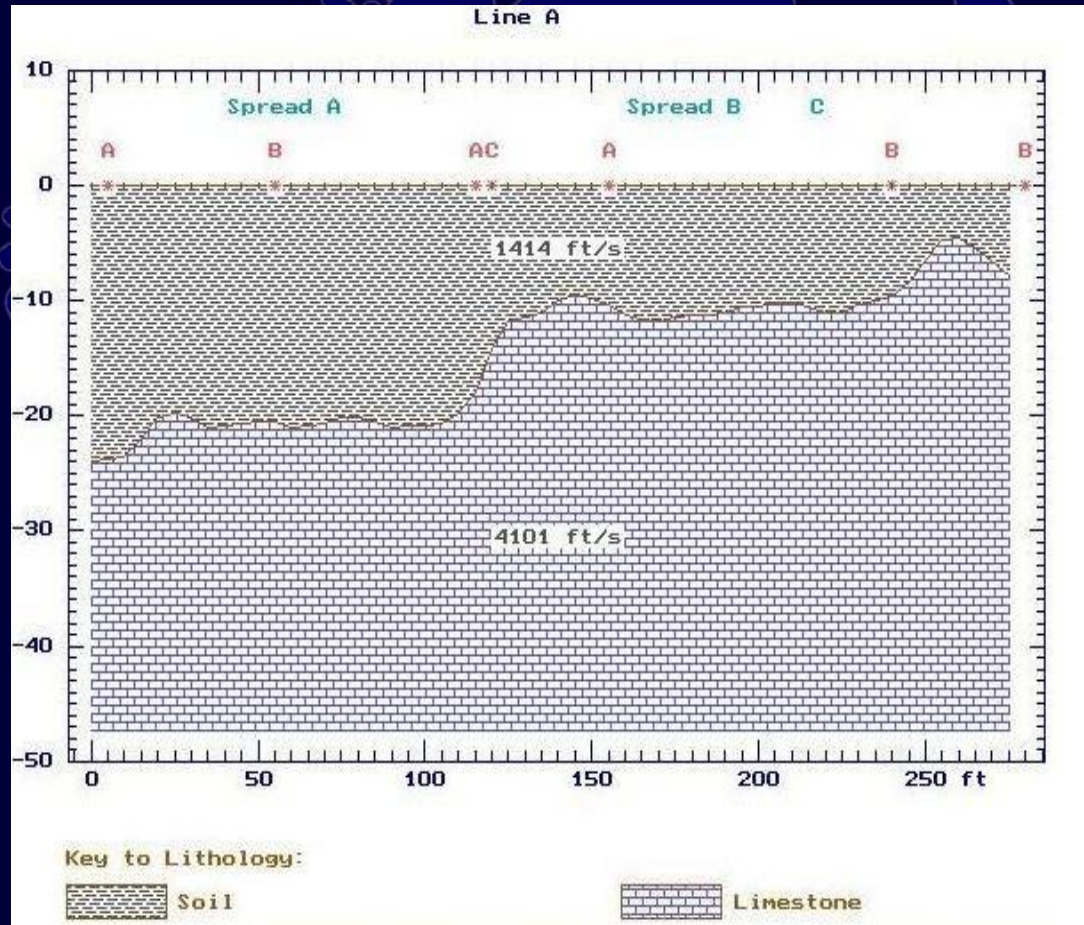 Line A
10
Spread A Spread B C
A B AC A B B
0
1414 ft/s
-10
-20
-30
4101 ft/s
-40
-50
0 50 100 150 200 250 ft
Key to Lithology:
Soil Limestone